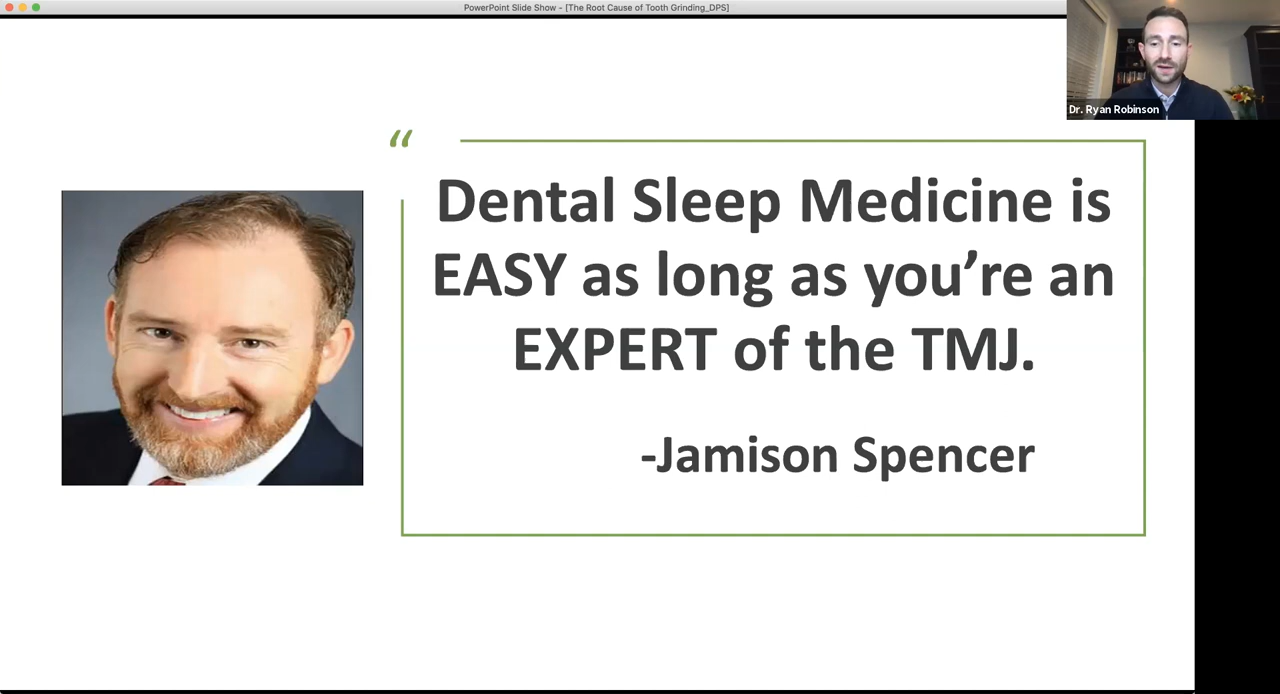 PowerPoint Slide Show - [The Root Cause of Tooth Grinding_DPS]
Dr. Ryan Robinson
“
Dental Sleep Medicine is
EASY as long as you’re an
EXPERT of the TMJ.
-Jamison Spencer